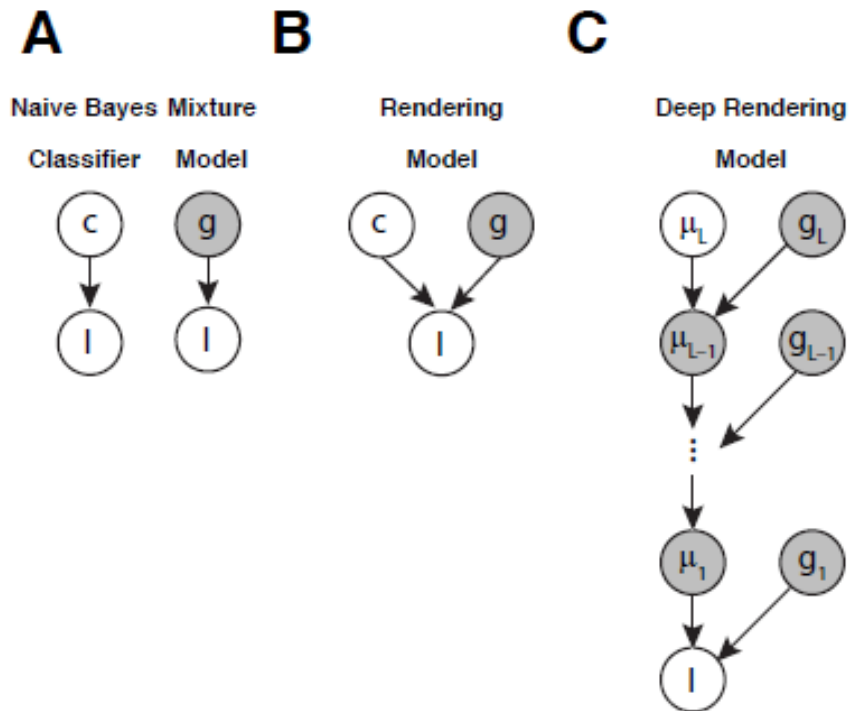 A B C
Naive Bayes Mixture Rendering Deep Rendering
Classifier Model Model Model
c g c g μL gL
I I I μL−1 gL−1
⋮
μ1 g1
I